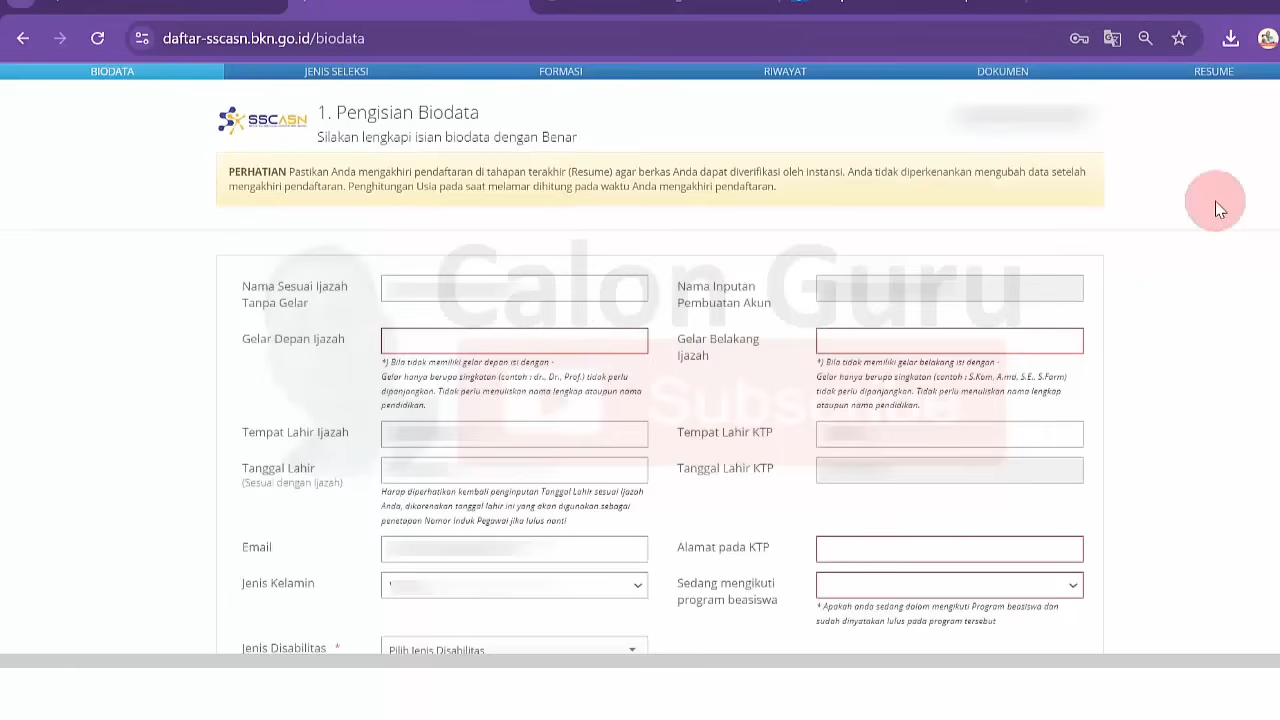 daftar-sscasn.bkn.go.id/biodata
BIODATA JENIS SELEKSI FORMASI RIWAYAT DOKUMEN RESUME
SSCASN
1. Pengisian Biodata
Silakan lengkapi isian biodata dengan Benar
PERHATIAN Pastikan Anda mengakhiri pendaftaran di tahapan terakhir (Resume) agar berkas Anda dapat diverifikasi oleh instansi. Anda tidak diperkenankan mengubah data setelah
mengakhiri pendaftaran. Penghitungan Usia pada saat melamar dihitung pada waktu Anda mengakhiri pendaftaran.
Calon Guru
Subscribe
Nama Sesuai Ijazah
Tanpa Gelar
Nama Inputan
Pembuatan Akun
Gelar Depan Ijazah
*) Bila tidak memiliki gelar depan isi dengan -
Gelar hanya berupa singkatan (contoh : dr., Dr., Prof.) tidak perlu
dipanjangkan. Tidak perlu menuliskan nama lengkap ataupun nama
pendidikan.
Gelar Belakang
Ijazah
*) Bila tidak memiliki gelar belakang isi dengan -
Gelar hanya berupa singkatan (contoh : S.Kom, A.md, S.E., S.Farm)
tidak perlu dipanjangkan. Tidak perlu menuliskan nama lengkap
ataupun nama pendidikan.
Tempat Lahir Ijazah
Tempat Lahir KTP
Tanggal Lahir
(Sesuai dengan Ijazah)
Harap diperhatikan kembali penginputan Tanggal Lahir sesuai Ijazah
Anda, dikarenakan tanggal lahir ini yang akan digunakan sebagai
penetapan Nomor Induk Pegawai jika lulus nanti
Tanggal Lahir KTP
Email
Alamat pada KTP
Jenis Kelamin
Sedang mengikuti
program beasiswa
* Apakah anda sedang dalam mengikuti Program beasiswa dan
sudah dinyatakan lulus pada program tersebut
Jenis Disabilitas *
Pilih Jenis Disabilitas